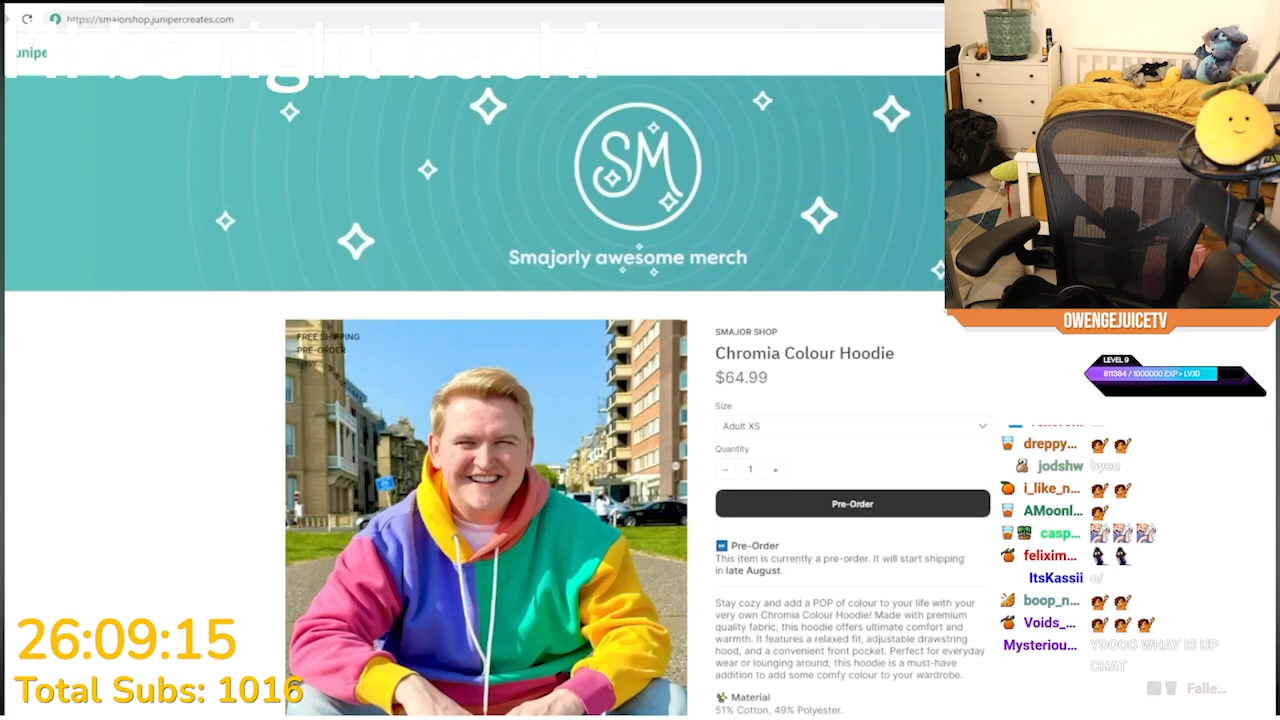 https://smajorshop.junipercreates.com
I'll be right back!
junipe
SM
Smajorly awesome merch
OWENGEJUICETV
LEVEL 9
811384 / 1000000 EXP > LV.10
FREE SHIPPING
PRE-ORDER
SMAJOR SHOP
Chromia Colour Hoodie
$64.99
Size
Adult XS
Quantity
− 1 +
Pre-Order
Pre-Order
This item is currently a pre-order. It will start shipping
in late August.
Stay cozy and add a POP of colour to your life with your
very own Chromia Colour Hoodie! Made with premium
quality fabric, this hoodie offers ultimate comfort and
warmth. It features a relaxed fit, adjustable drawstring
hood, and a convenient front pocket. Perfect for everyday
wear or lounging around, this hoodie is a must-have
addition to add some comfy colour to your wardrobe.
Material
51% Cotton, 49% Polyester.
dreppy...
jodshw byee
i_like_n...
AMoonl...
casp...
felixim...
ItsKassii o/
boop_n...
Voids_...
Mysteriou... YOOOO WHAY IS UP
CHAT
Falle...
26:09:15
Total Subs: 1016